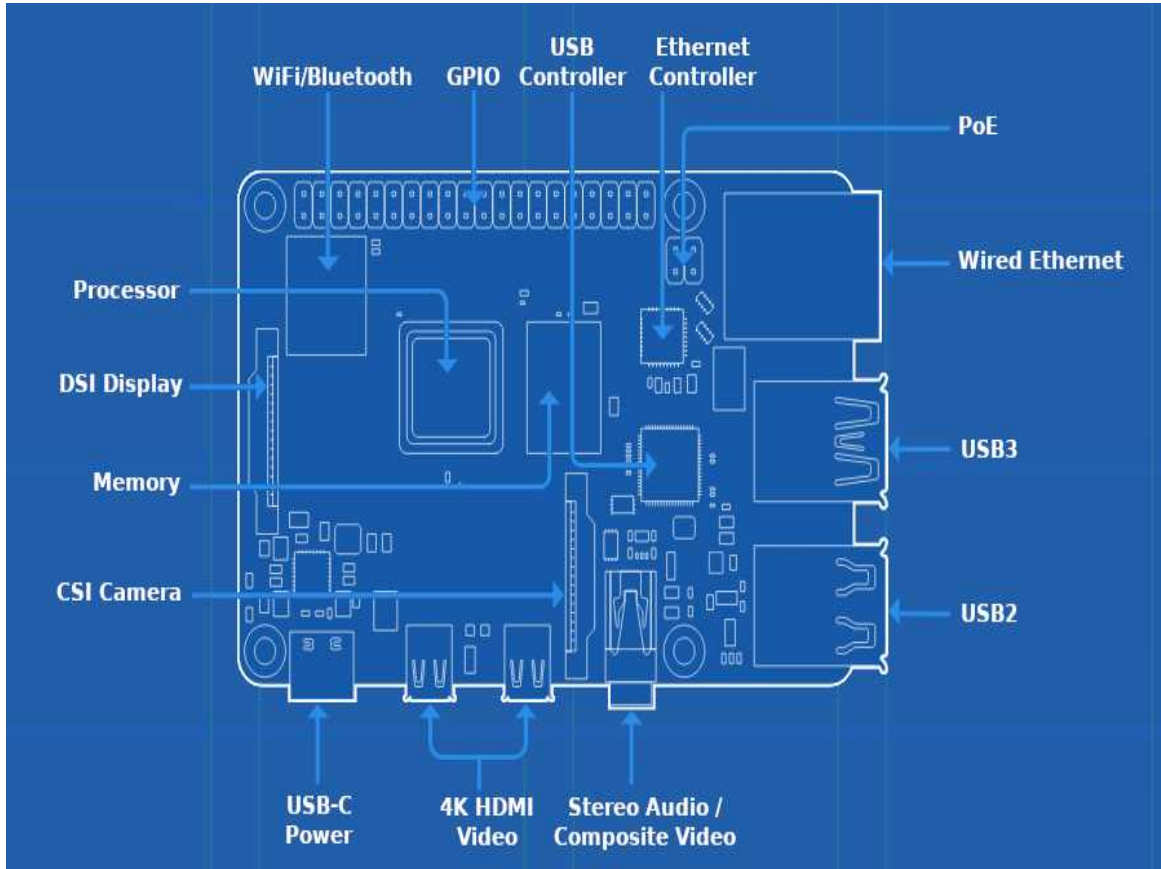 USB
Controller
Ethernet
Controller
WiFi/Bluetooth
GPIO
PoE
Wired Ethernet
Processor
DSI Display
USB3
Memory
CSI Camera
USB2
USB-C
Power
4K HDMI
Video
Stereo Audio /
Composite Video